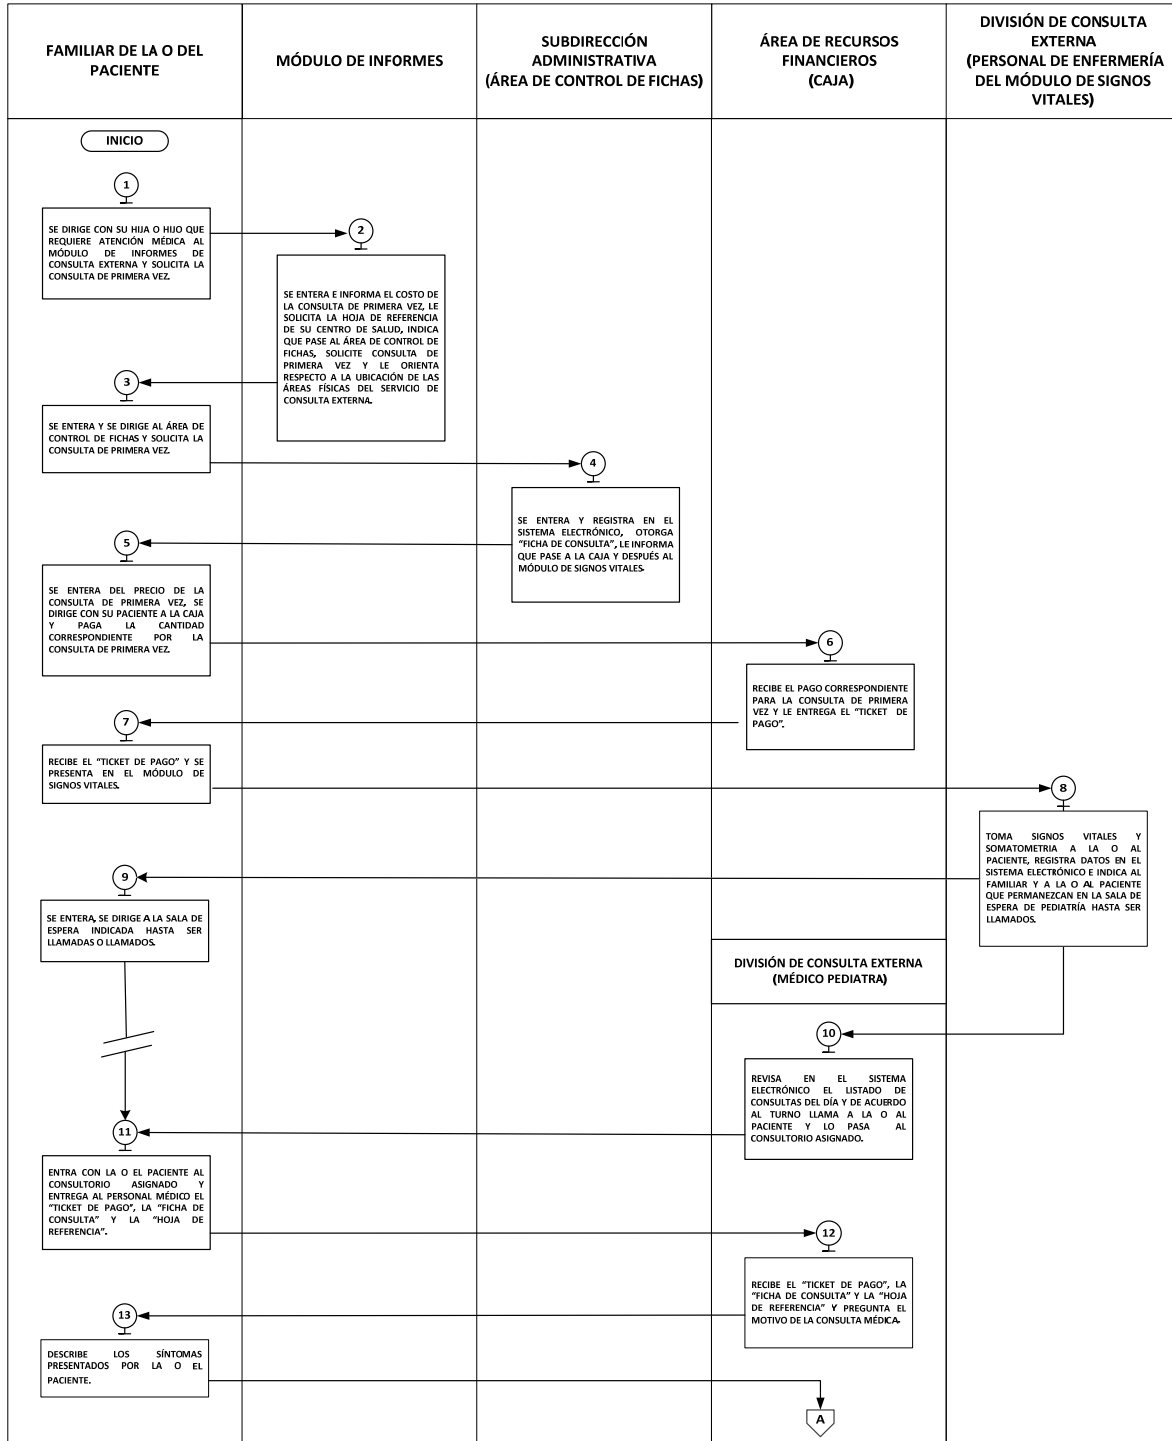 FAMILIAR DE LA O DEL
PACIENTE
MÓDULO DE INFORMES
SUBDIRECCIÓN
ADMINISTRATIVA
(ÁREA DE CONTROL DE FICHAS)
ÁREA DE RECURSOS
FINANCIEROS
(CAJA)
DIVISIÓN DE CONSULTA
EXTERNA
(PERSONAL DE ENFERMERÍA
DEL MÓDULO DE SIGNOS
VITALES)
INICIO
1
SE DIRIGE CON SU HIJA O HIJO QUE
REQUIERE ATENCIÓN MÉDICA AL
MÓDULO DE INFORMES DE
CONSULTA EXTERNA Y SOLICITA LA
CONSULTA DE PRIMERA VEZ.
2
SE ENTERA E INFORMA EL COSTO DE
LA CONSULTA DE PRIMERA VEZ, LE
SOLICITA LA HOJA DE REFERENCIA
DE SU CENTRO DE SALUD, INDICA
QUE PASE AL ÁREA DE CONTROL DE
FICHAS, SOLICITE CONSULTA DE
PRIMERA VEZ Y LE ORIENTA
RESPECTO A LA UBICACIÓN DE LAS
ÁREAS FÍSICAS DEL SERVICIO DE
CONSULTA EXTERNA.
3
SE ENTERA Y SE DIRIGE AL ÁREA DE
CONTROL DE FICHAS Y SOLICITA LA
CONSULTA DE PRIMERA VEZ.
4
SE ENTERA Y REGISTRA EN EL
SISTEMA ELECTRÓNICO, OTORGA
“FICHA DE CONSULTA”, LE INFORMA
QUE PASE A LA CAJA Y DESPUÉS AL
MÓDULO DE SIGNOS VITALES.
5
SE ENTERA DEL PRECIO DE LA
CONSULTA DE PRIMERA VEZ, SE
DIRIGE CON SU PACIENTE A LA CAJA
Y PAGA LA CANTIDAD
CORRESPONDIENTE POR LA
CONSULTA DE PRIMERA VEZ.
6
RECIBE EL PAGO CORRESPONDIENTE
PARA LA CONSULTA DE PRIMERA
VEZ Y LE ENTREGA EL “TICKET DE
PAGO”.
7
RECIBE EL “TICKET DE PAGO” Y SE
PRESENTA EN EL MÓDULO DE
SIGNOS VITALES.
8
TOMA SIGNOS VITALES Y
SOMATOMETRIA A LA O AL
PACIENTE, REGISTRA DATOS EN EL
SISTEMA ELECTRÓNICO E INDICA AL
FAMILIAR Y A LA O AL PACIENTE
QUE PERMANEZCAN EN LA SALA DE
ESPERA DE PEDIATRÍA HASTA SER
LLAMADOS.
9
SE ENTERA, SE DIRIGE A LA SALA DE
ESPERA INDICADA HASTA SER
LLAMADAS O LLAMADOS.
DIVISIÓN DE CONSULTA EXTERNA
(MÉDICO PEDIATRA)
10
REVISA EN EL SISTEMA
ELECTRÓNICO EL LISTADO DE
CONSULTAS DEL DÍA Y DE ACUERDO
AL TURNO LLAMA A LA O AL
PACIENTE Y LO PASA AL
CONSULTORIO ASIGNADO.
11
ENTRA CON LA O EL PACIENTE AL
CONSULTORIO ASIGNADO Y
ENTREGA AL PERSONAL MÉDICO EL
“TICKET DE PAGO”, LA “FICHA DE
CONSULTA” Y LA “HOJA DE
REFERENCIA”.
12
RECIBE EL “TICKET DE PAGO”, LA
“FICHA DE CONSULTA” Y LA “HOJA
DE REFERENCIA” Y PREGUNTA EL
MOTIVO DE LA CONSULTA MÉDICA.
13
DESCRIBE LOS SÍNTOMAS
PRESENTADOS POR LA O EL
PACIENTE.
A